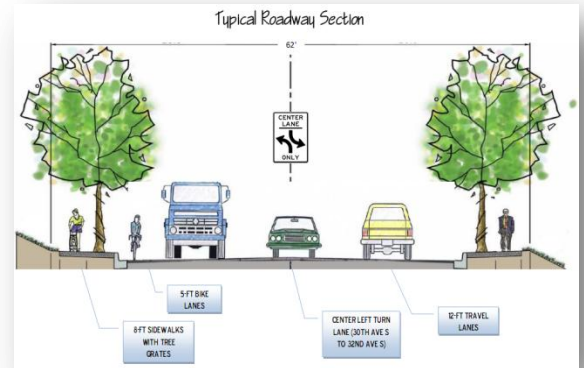 Typical Roadway Section
62'
CENTER
LANE
ONLY
5-FT BIKE
LANES
8-FT SIDEWALKS
WITH TREE
GRATES
CENTER LEFT TURN
LANE (30TH AVE S
TO 32ND AVE S)
12-FT TRAVEL
LANES